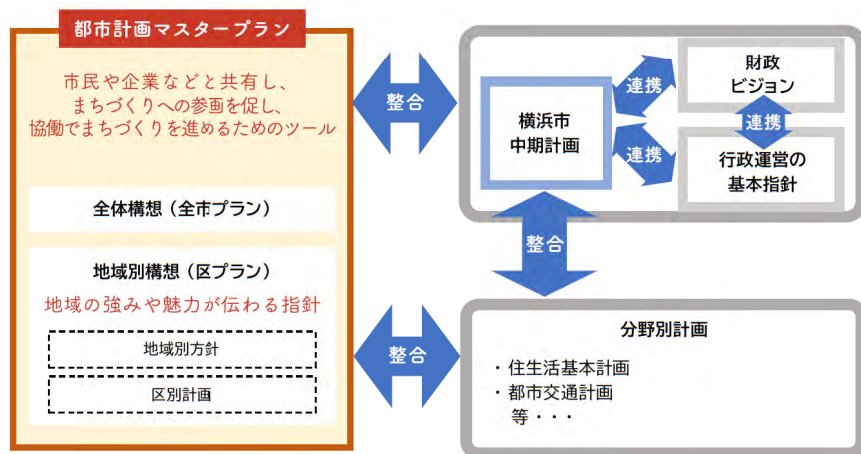 都市計画マスタープラン
市民や企業などと共有し、
まちづくりへの参画を促し、
協働でまちづくりを進めるためのツール
全体構想（全市プラン）
地域別構想（区プラン）
地域の強みや魅力が伝わる指針
地域別方針
区別計画
整合
整合
横浜市
中期計画
連携
連携
財政
ビジョン
連携
行政運営の
基本指針
整合
分野別計画
・住生活基本計画
・都市交通計画
等・・・